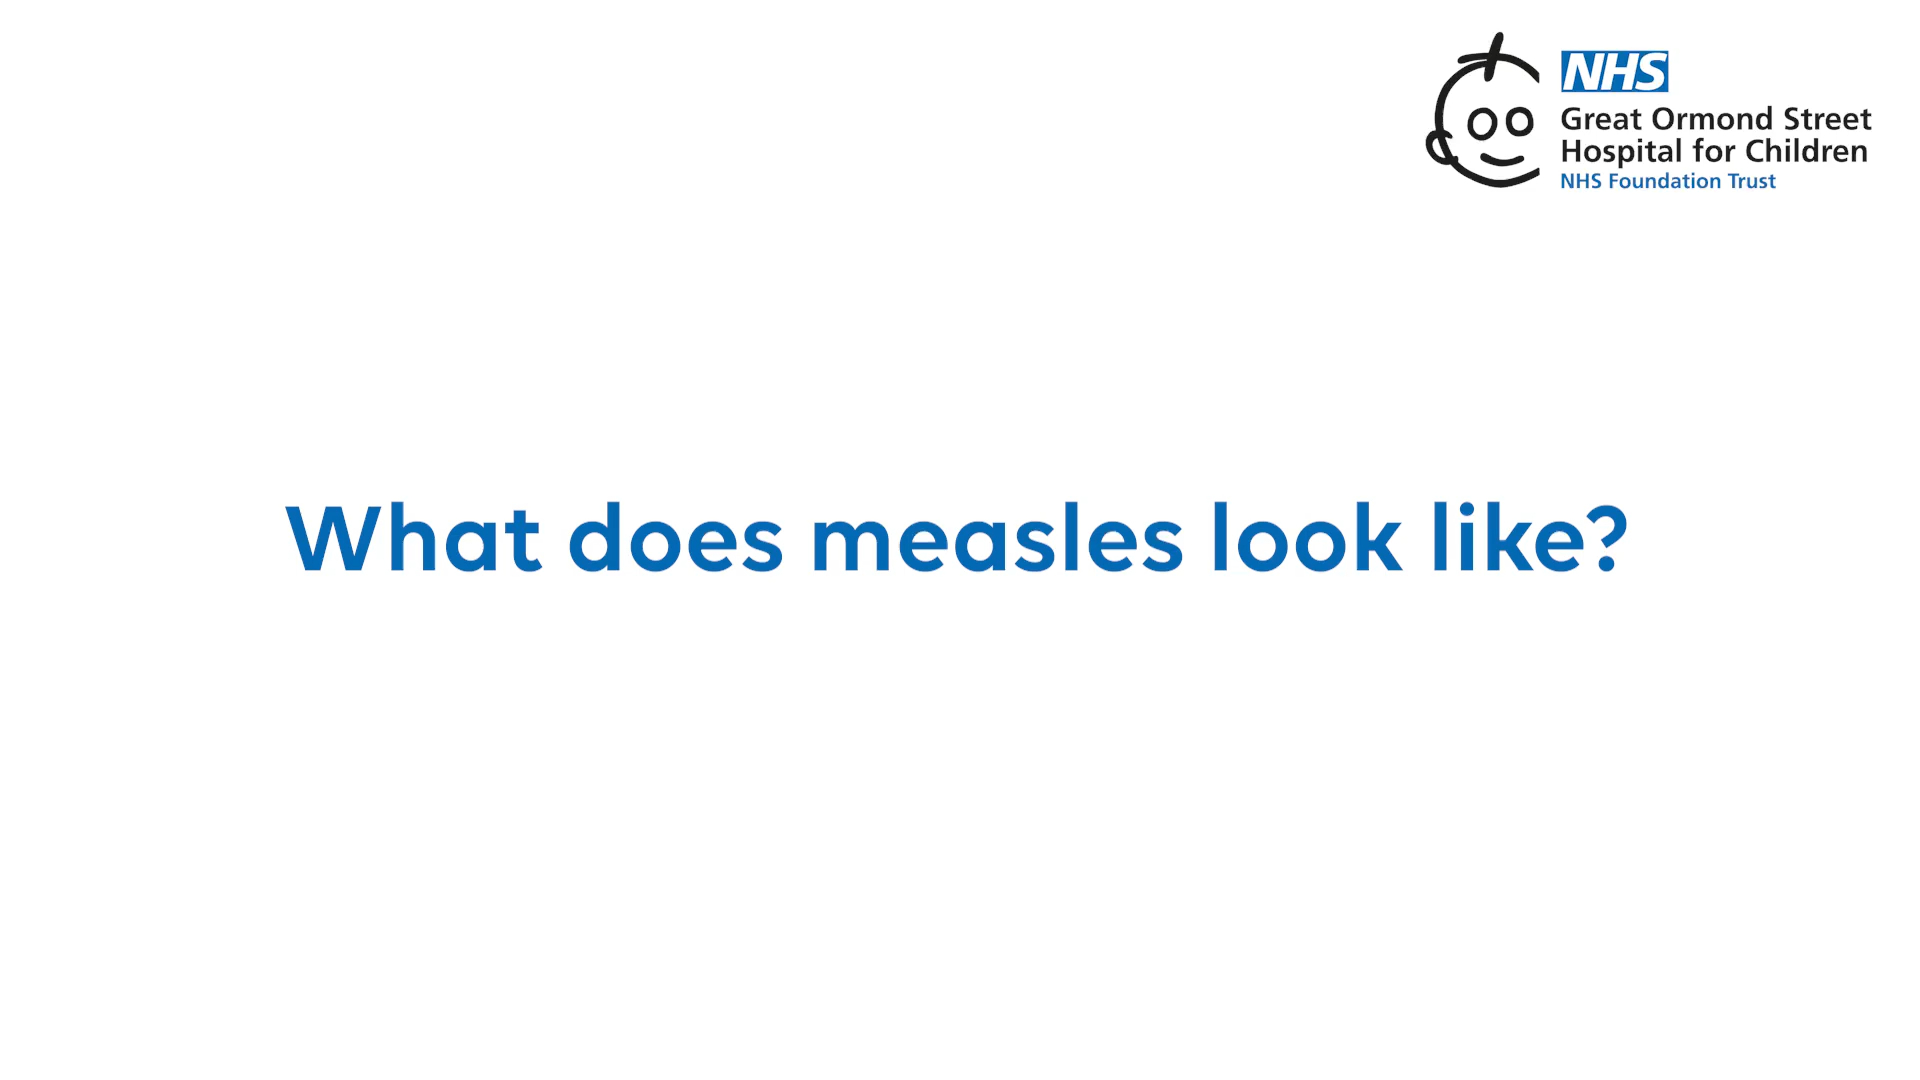 NHS
Great Ormond Street
Hospital for Children
NHS Foundation Trust
What does measles look like?